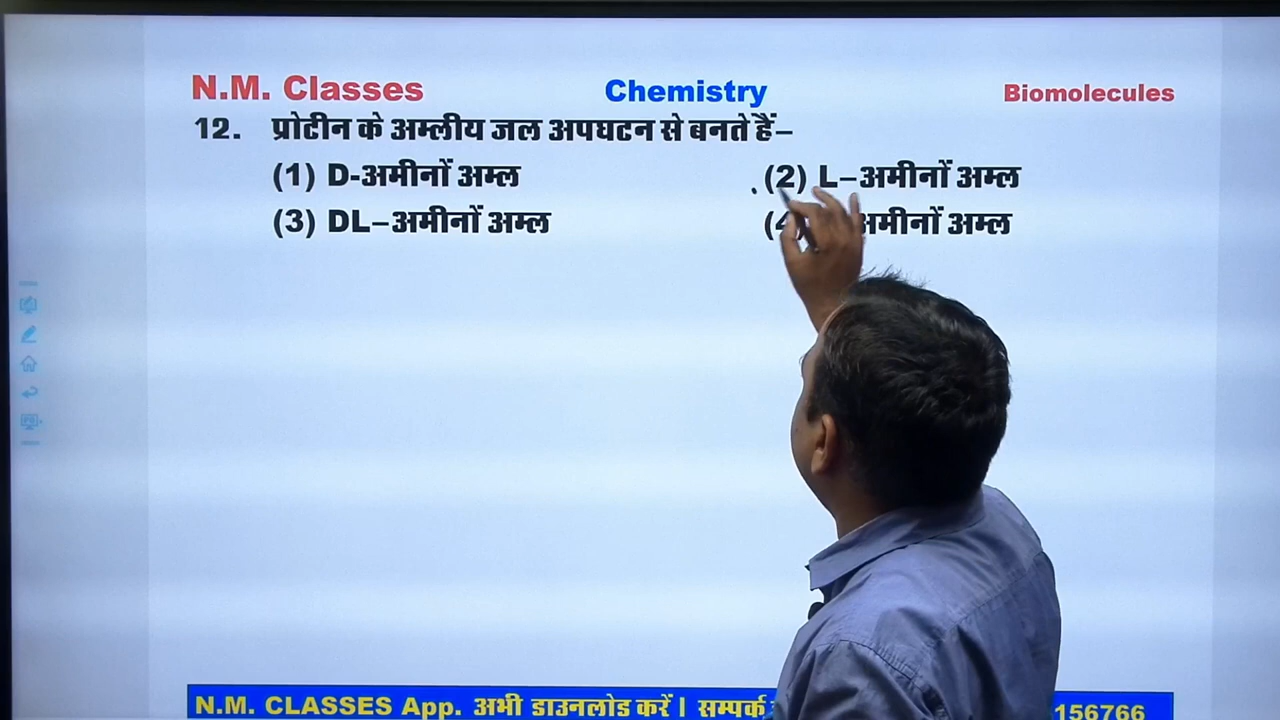 N.M. Classes Chemistry Biomolecules
12. प्रोटीन के अम्लीय जल अपघटन से बनते हैं–
(1) D-अमीनों अम्ल (2) L–अमीनों अम्ल
(3) DL–अमीनों अम्ल (4) अमीनों अम्ल
N.M. CLASSES App. अभी डाउनलोड करें। सम्पर्क 156766